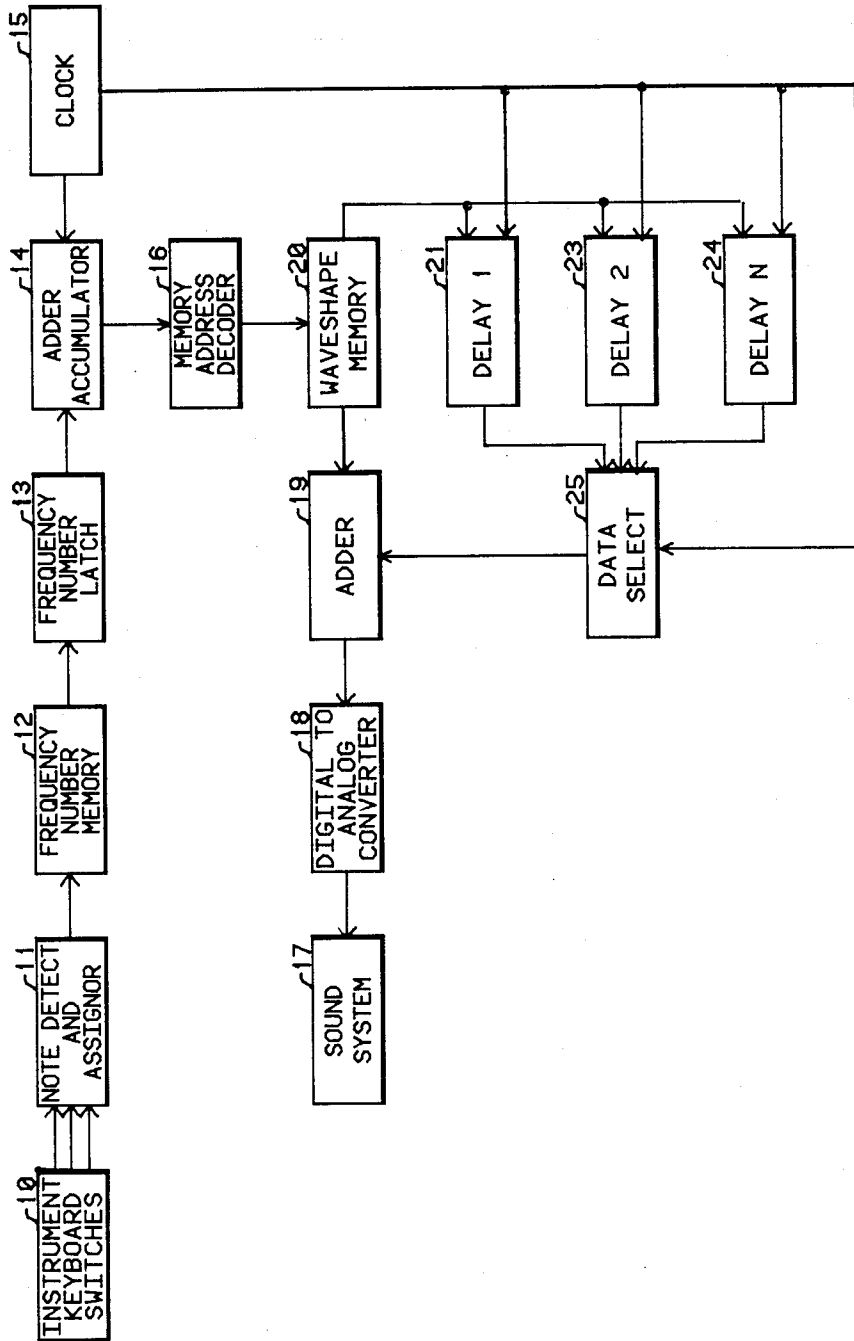 10
INSTRUMENT
KEYBOARD
SWITCHES
11
NOTE DETECT
AND
ASSIGNOR
12
FREQUENCY
NUMBER
MEMORY
13
FREQUENCY
NUMBER
LATCH
14
ADDER
ACCUMULATOR
15
CLOCK
16
MEMORY
ADDRESS
DECODER
17
SOUND
SYSTEM
18
DIGITAL TO
ANALOG
CONVERTER
19
ADDER
20
WAVESHAPE
MEMORY
21
DELAY 1
23
DELAY 2
24
DELAY N
25
DATA
SELECT